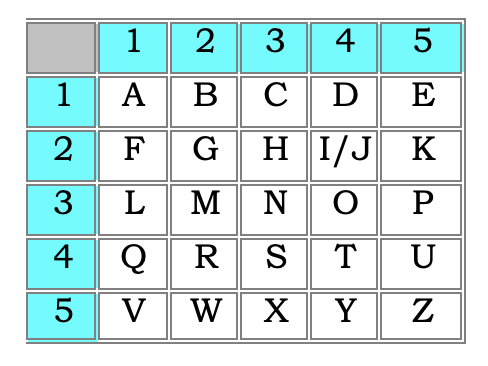 1 2 3 4 5
1 A B C D E
2 F G H I/J K
3 L M N O P
4 Q R S T U
5 V W X Y Z